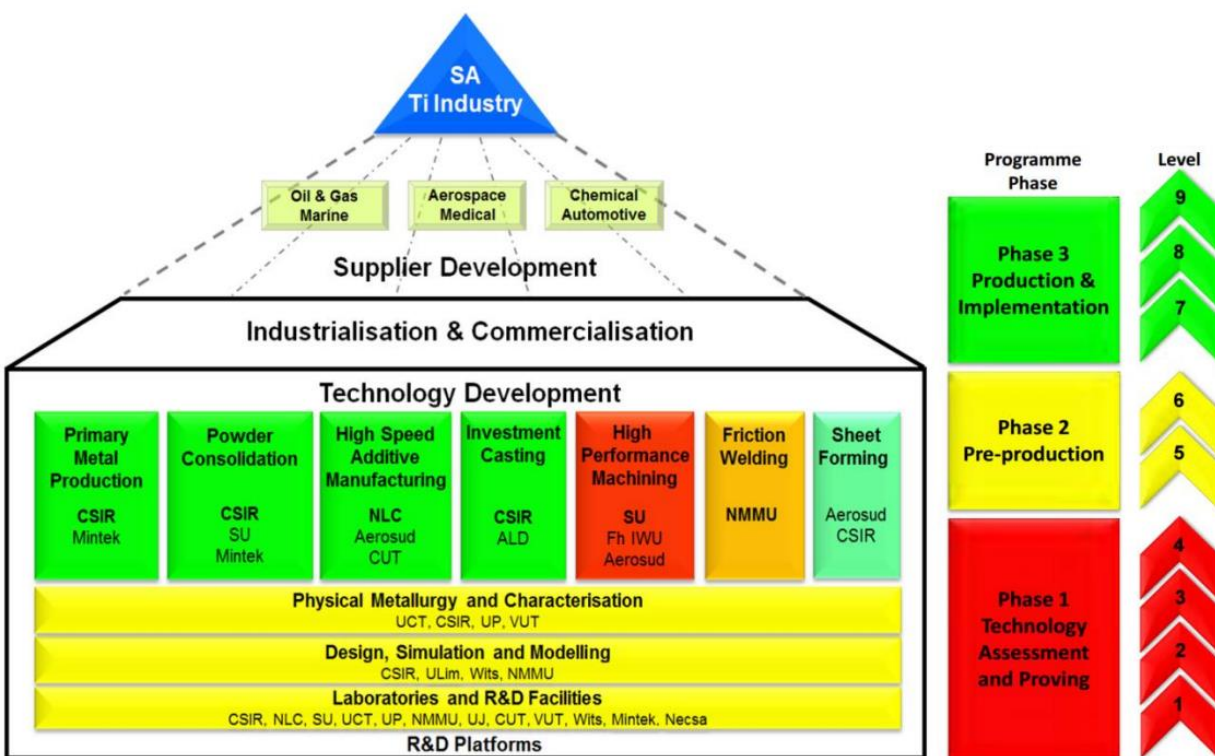 SA
Ti Industry
Oil & Gas
Marine
Aerospace
Medical
Chemical
Automotive
Supplier Development
Industrialisation & Commercialisation
Technology Development
Primary
Metal
Production
CSIR
Mintek
Powder
Consolidation
CSIR
SU
Mintek
High Speed
Additive
Manufacturing
NLC
Aerosud
CUT
Investment
Casting
CSIR
ALD
High
Performance
Machining
SU
Fh IWU
Aerosud
Friction
Welding
NMMU
Sheet
Forming
Aerosud
CSIR
Physical Metallurgy and Characterisation
UCT, CSIR, UP, VUT
Design, Simulation and Modelling
CSIR, ULim, Wits, NMMU
Laboratories and R&D Facilities
CSIR, NLC, SU, UCT, UP, NMMU, UJ, CUT, VUT, Wits, Mintek, Necsa
R&D Platforms
Programme
Phase
Phase 3
Production &
Implementation
Phase 2
Pre-production
Phase 1
Technology
Assessment
and Proving
Level
9
8
7
6
5
4
3
2
1